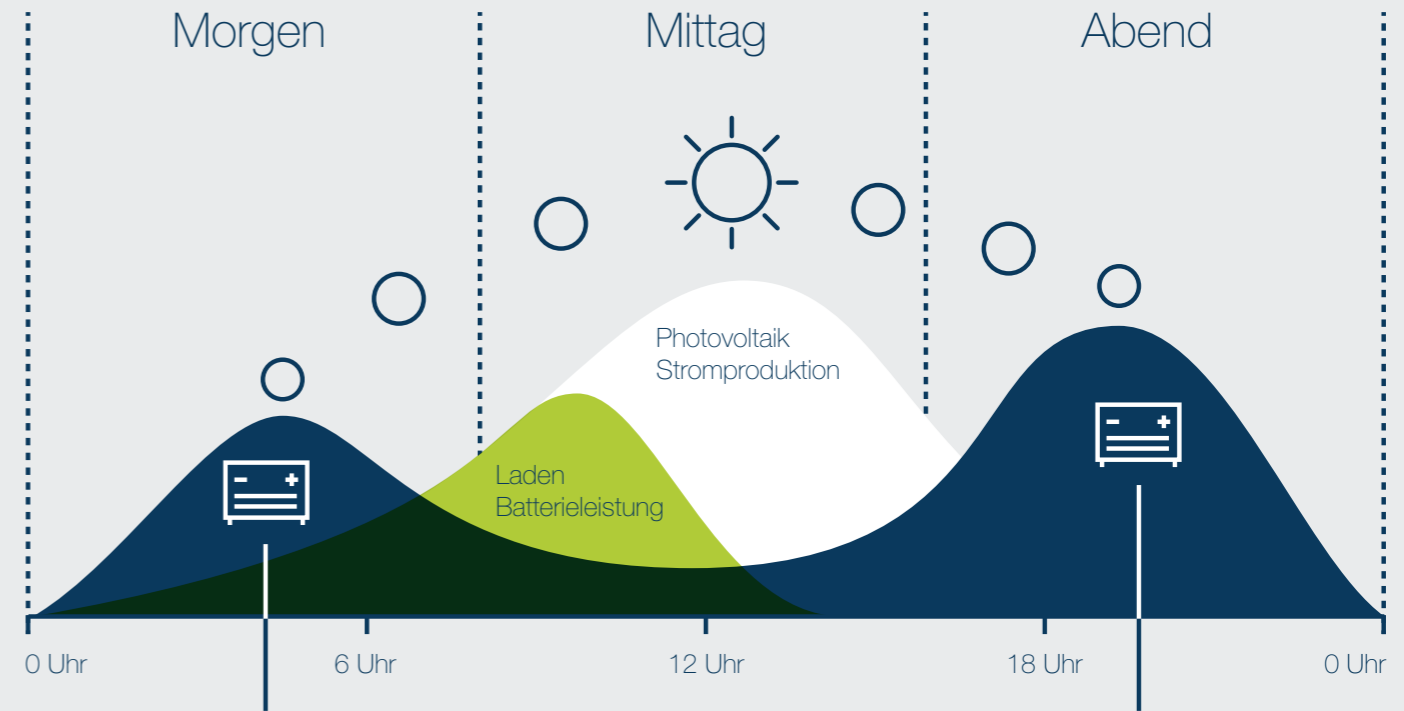 Morgen
Mittag
Abend
Photovoltaik
Stromproduktion
Laden
Batterieleistung
0 Uhr
6 Uhr
12 Uhr
18 Uhr
0 Uhr